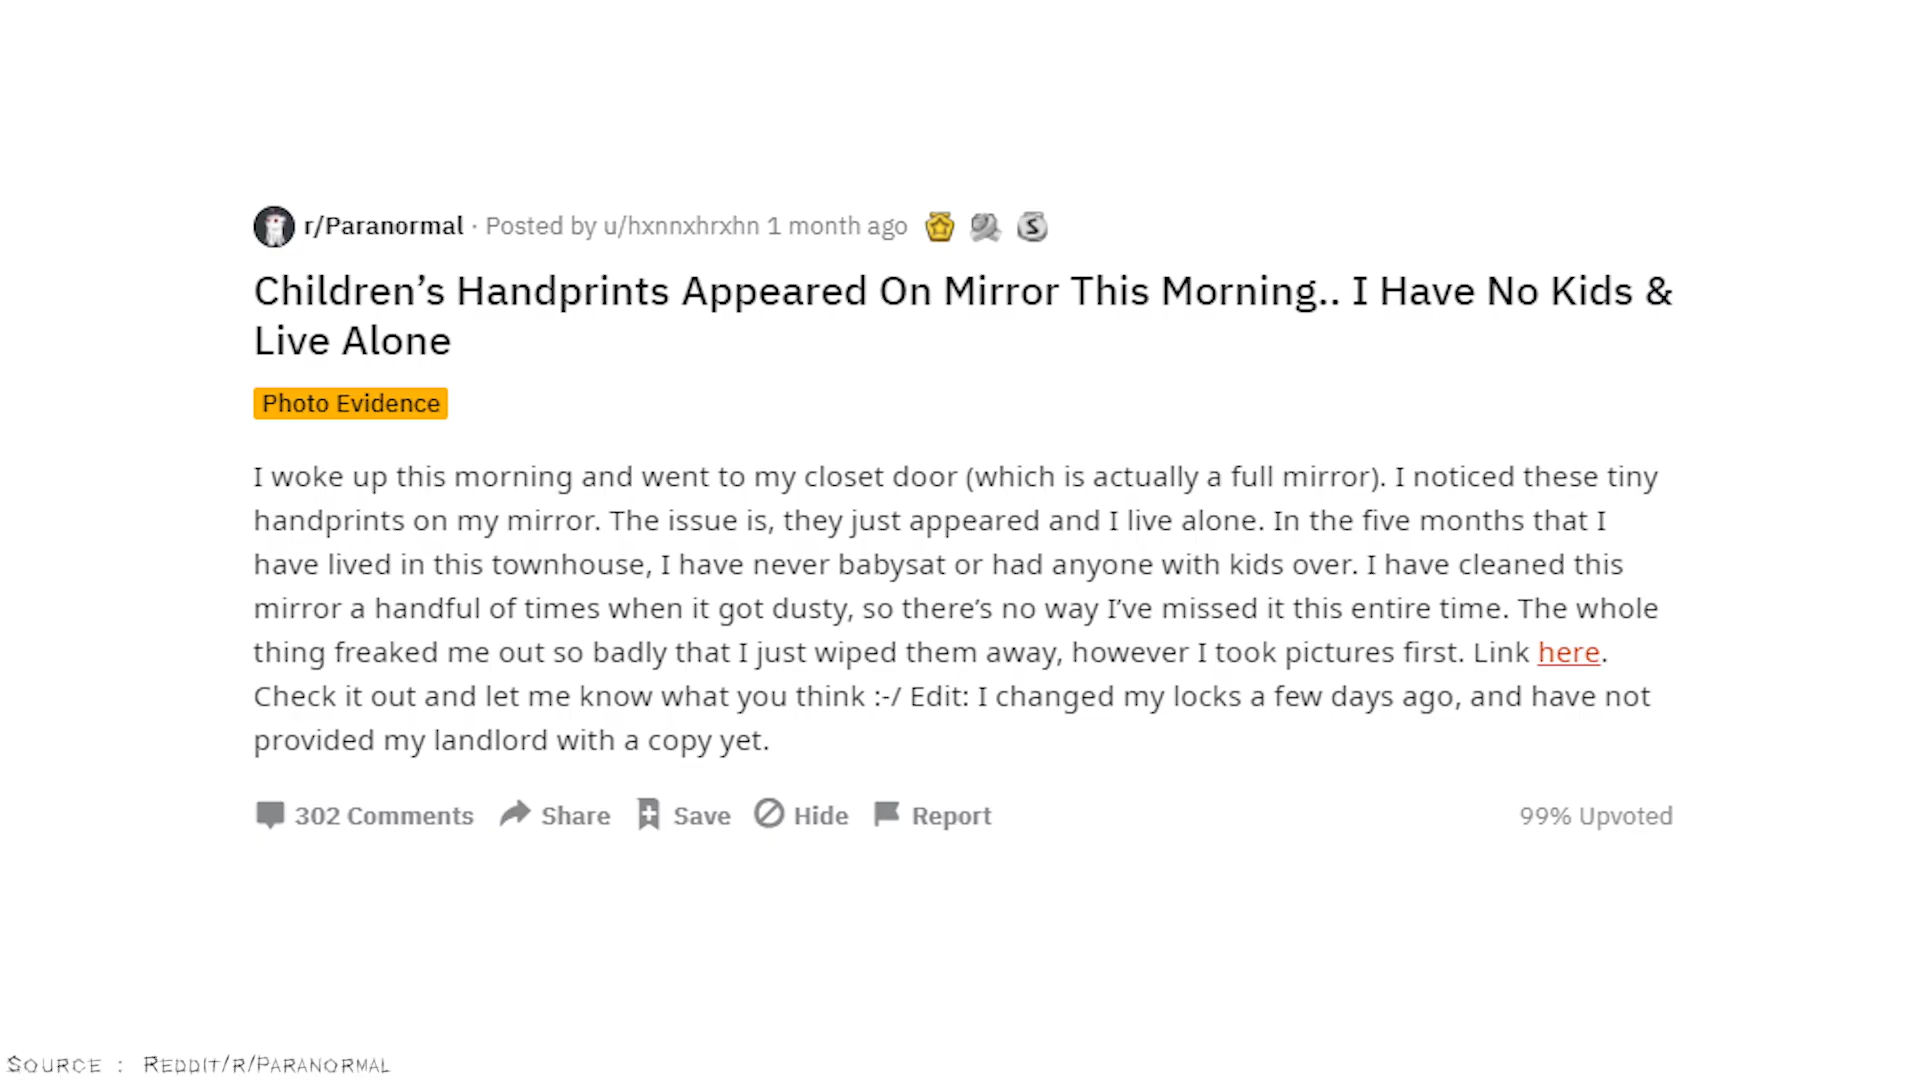 r/Paranormal · Posted by u/hxnnxhrxhn 1 month ago
Children’s Handprints Appeared On Mirror This Morning.. I Have No Kids &
Live Alone
Photo Evidence
I woke up this morning and went to my closet door (which is actually a full mirror). I noticed these tiny
handprints on my mirror. The issue is, they just appeared and I live alone. In the five months that I
have lived in this townhouse, I have never babysat or had anyone with kids over. I have cleaned this
mirror a handful of times when it got dusty, so there’s no way I’ve missed it this entire time. The whole
thing freaked me out so badly that I just wiped them away, however I took pictures first. Link here.
Check it out and let me know what you think :-/ Edit: I changed my locks a few days ago, and have not
provided my landlord with a copy yet.
302 Comments Share Save Hide Report 99% Upvoted
Source : Reddit/r/Paranormal